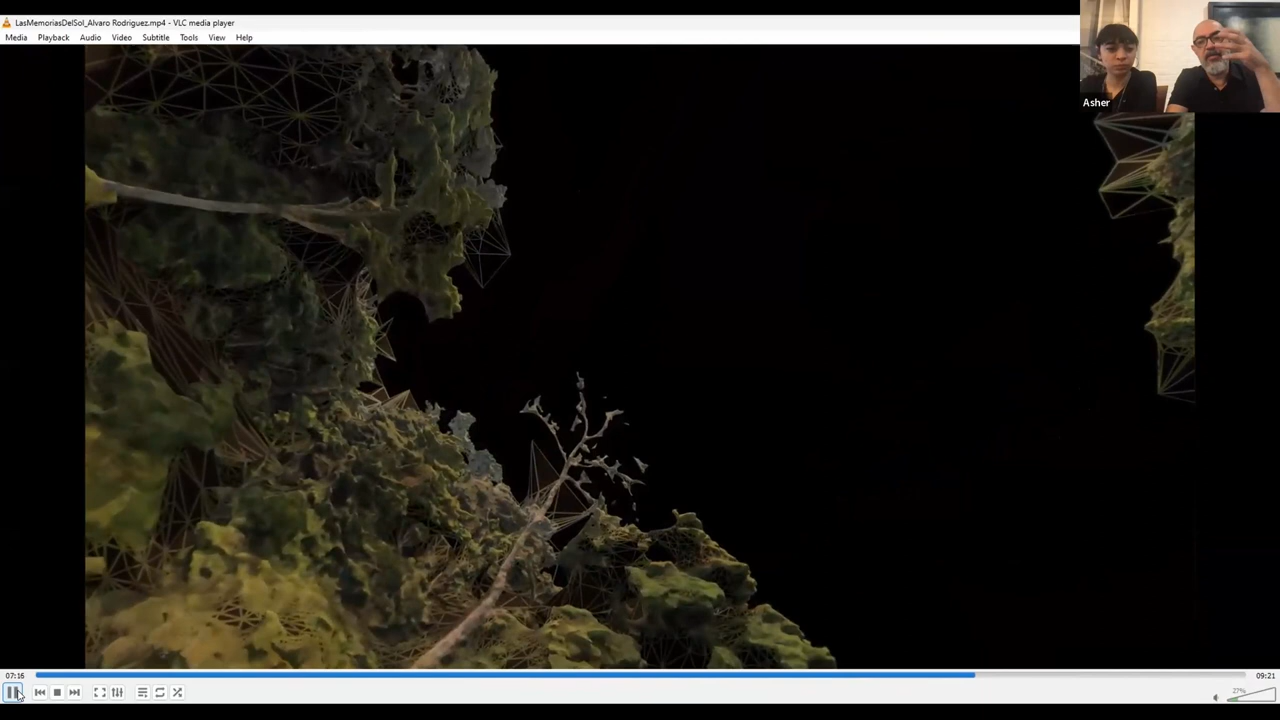 LasMemoriasDelSol_Alvaro Rodriguez.mp4 - VLC media player
Media Playback Audio Video Subtitle Tools View Help
Asher
07:16
09:21
27%